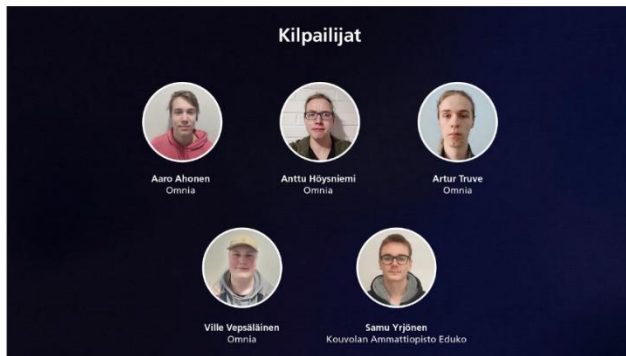 Kilpailijat
Aaro Ahonen
Omnia
Anttu Höysniemi
Omnia
Artur Truve
Omnia
Ville Vepsäläinen
Omnia
Samu Yrjönen
Kouvolan Ammattiopisto Eduko